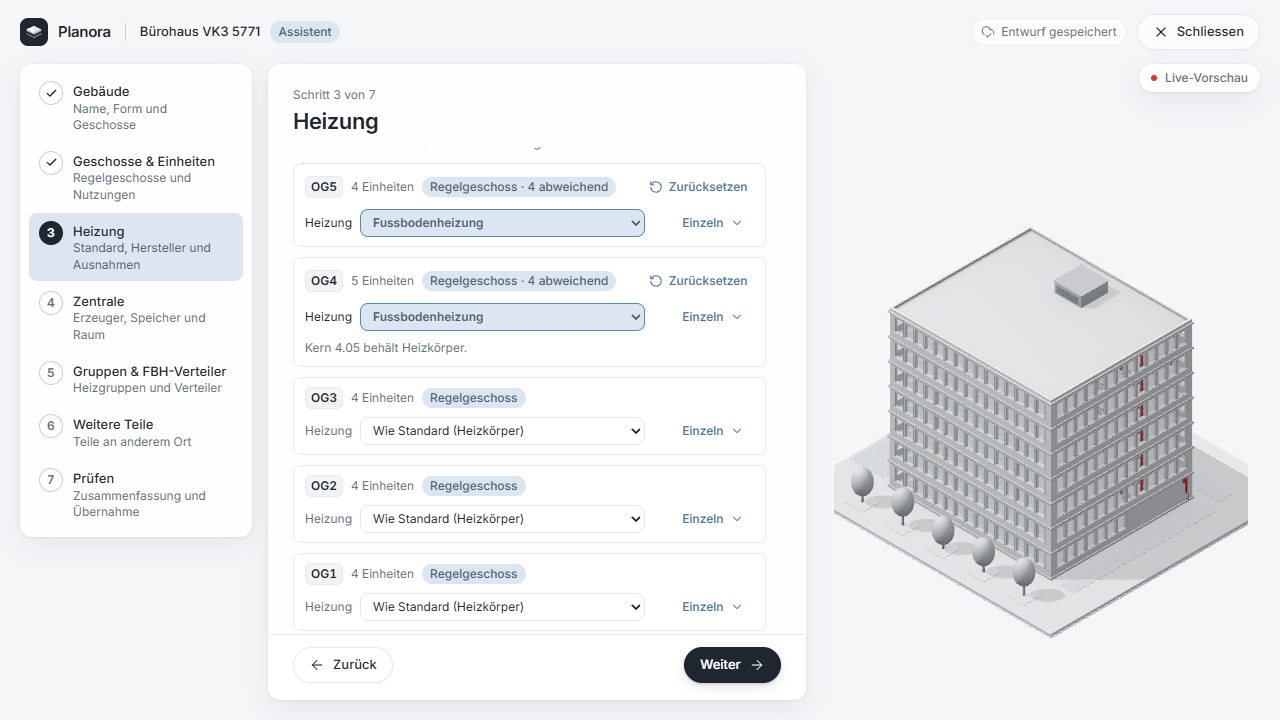 Planora
Bürohaus VK3 5771
Assistent
Entwurf gespeichert
Schliessen
Live-Vorschau
Gebäude
Name, Form und
Geschosse
Geschosse & Einheiten
Regelgeschosse und
Nutzungen
3
Heizung
Standard, Hersteller und
Ausnahmen
4
Zentrale
Erzeuger, Speicher und
Raum
5
Gruppen & FBH-Verteiler
Heizgruppen und Verteiler
6
Weitere Teile
Teile an anderem Ort
7
Prüfen
Zusammenfassung und
Übernahme
Schritt 3 von 7
Heizung
OG5 4 Einheiten Regelgeschoss · 4 abweichend Zurücksetzen
Heizung Fussbodenheizung Einzeln
OG4 5 Einheiten Regelgeschoss · 4 abweichend Zurücksetzen
Heizung Fussbodenheizung Einzeln
Kern 4.05 behält Heizkörper.
OG3 4 Einheiten Regelgeschoss
Heizung Wie Standard (Heizkörper) Einzeln
OG2 4 Einheiten Regelgeschoss
Heizung Wie Standard (Heizkörper) Einzeln
OG1 4 Einheiten Regelgeschoss
Heizung Wie Standard (Heizkörper) Einzeln
Zurück
Weiter